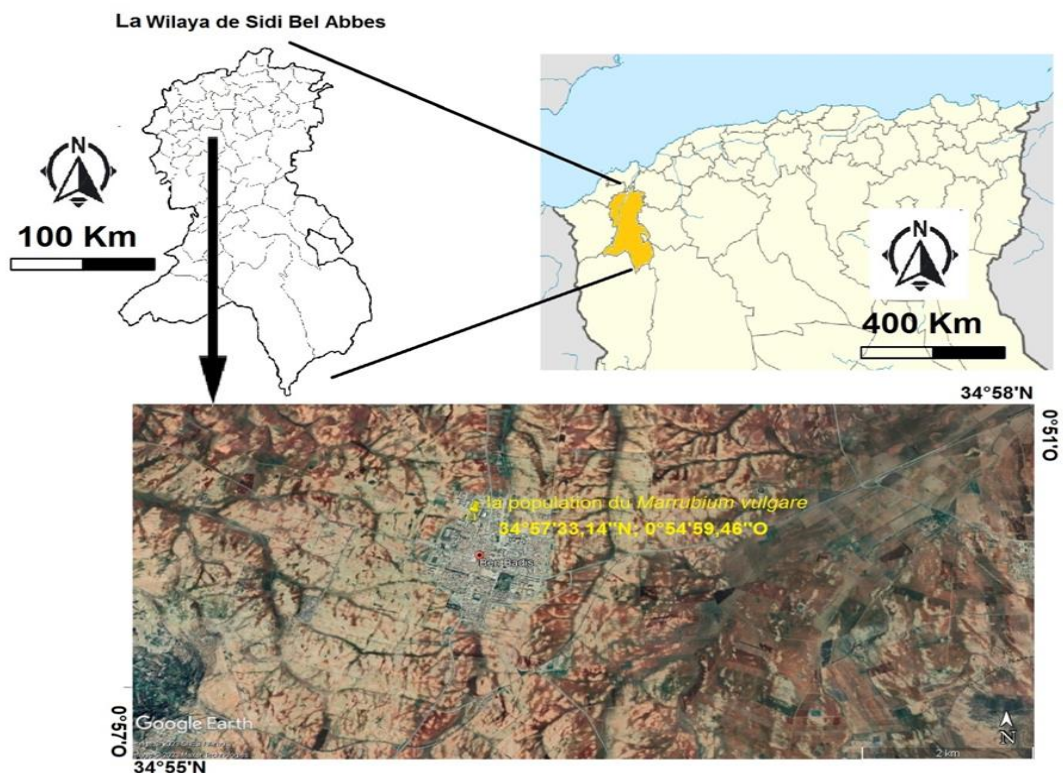 La Wilaya de Sidi Bel Abbes
N
100 Km
N
400 Km
34°58'N
0°51'O
la population du Marrubium vulgare
34°57'33,14''N; 0°54'59,46''O
Ben Badis
0°57'O
Google Earth
2 km
N
34°55'N